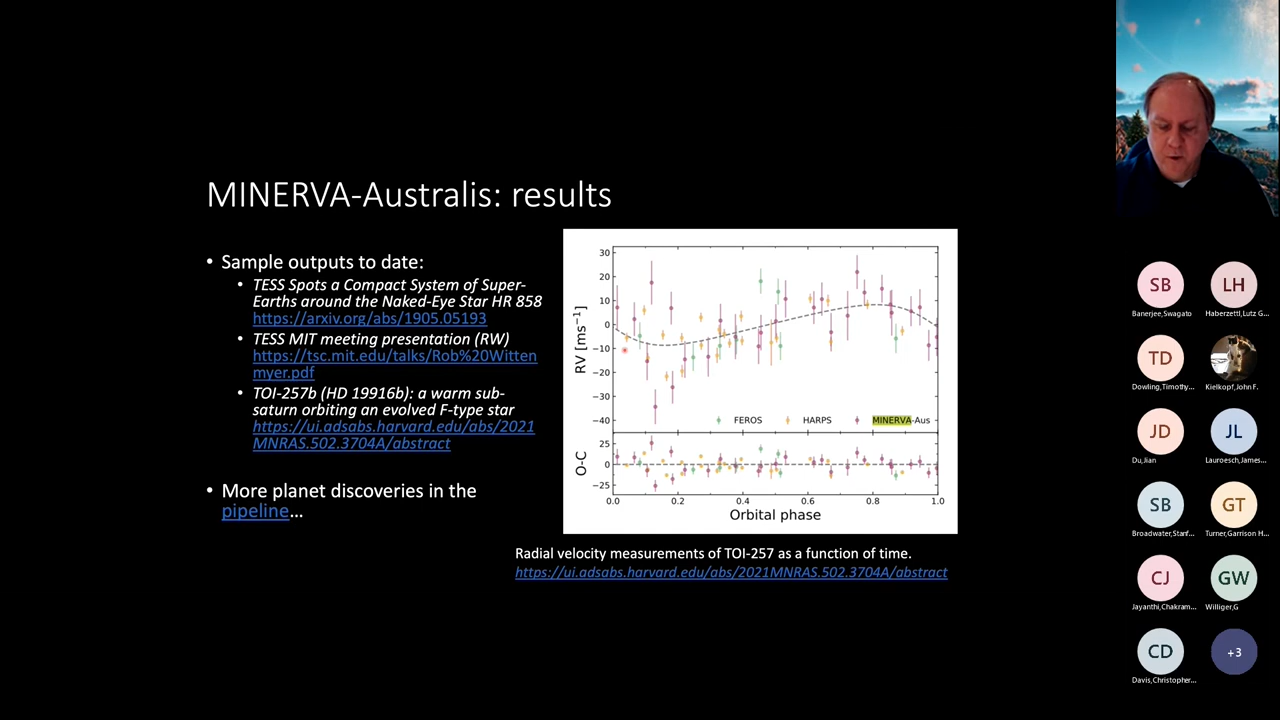 MINERVA-Australis: results
• Sample outputs to date:
• TESS Spots a Compact System of Super-
Earths around the Naked-Eye Star HR 858
https://arxiv.org/abs/1905.05193
• TESS MIT meeting presentation (RW)
https://tsc.mit.edu/talks/Rob%20Witten
myer.pdf
• TOI-257b (HD 19916b): a warm sub-
saturn orbiting an evolved F-type star
https://ui.adsabs.harvard.edu/abs/2021
MNRAS.502.3704A/abstract
• More planet discoveries in the
pipeline…
30
20
10
0
−10
−20
−30
−40
RV [ms⁻¹]
FEROS HARPS MINERVA-Aus
25
0
−25
O-C
0.0 0.2 0.4 0.6 0.8 1.0
Orbital phase
Radial velocity measurements of TOI-257 as a function of time.
https://ui.adsabs.harvard.edu/abs/2021MNRAS.502.3704A/abstract
SB LH
Banerjee,Swagato Haberzettl,Lutz G...
TD
Dowling,Timothy... Kielkopf,John F.
JD JL
Du,Jian Lauroesch,James...
SB GT
Broadwater,Stanf... Turner,Garrison H...
CJ GW
Jayanthi,Chakram... Williger,G
CD +3
Davis,Christopher...